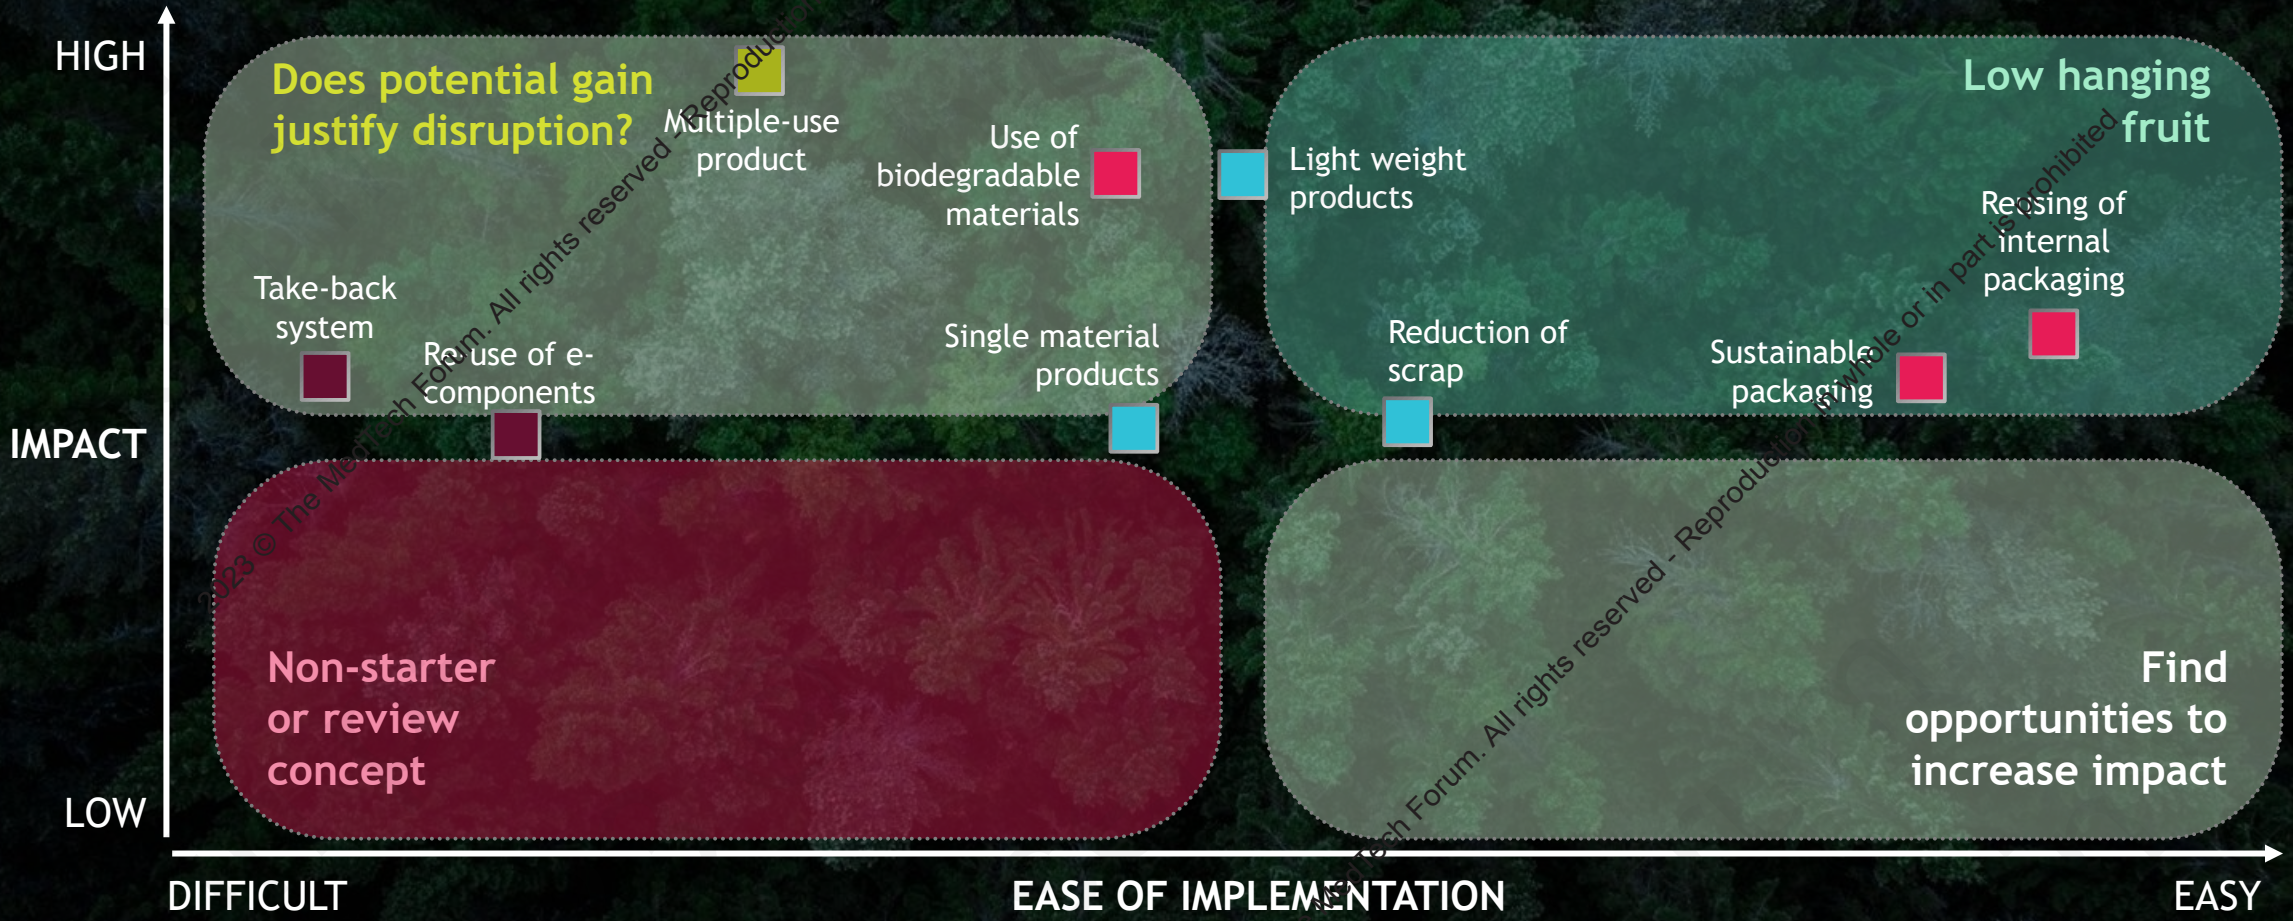 HIGH
Does potential gain
justify disruption?
Multiple-use
product
Use of
biodegradable
materials
Light weight
products
Low hanging
fruit
Reusing of
internal
packaging
Take-back
system
Re-use of e-
components
Single material
products
Reduction of
scrap
Sustainable
packaging
IMPACT
Non-starter
or review
concept
Find
opportunities to
increase impact
LOW
DIFFICULT
EASE OF IMPLEMENTATION
EASY
2023 © The MedTech Forum. All rights reserved - Reproduction
MedTech Forum. All rights reserved - Reproduction in whole or in part is prohibited